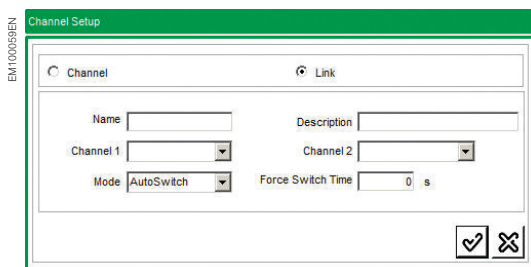 EM100059EN
Channel Setup
Channel Link
Name Description
Channel 1 Channel 2
Mode AutoSwitch Force Switch Time 0 s